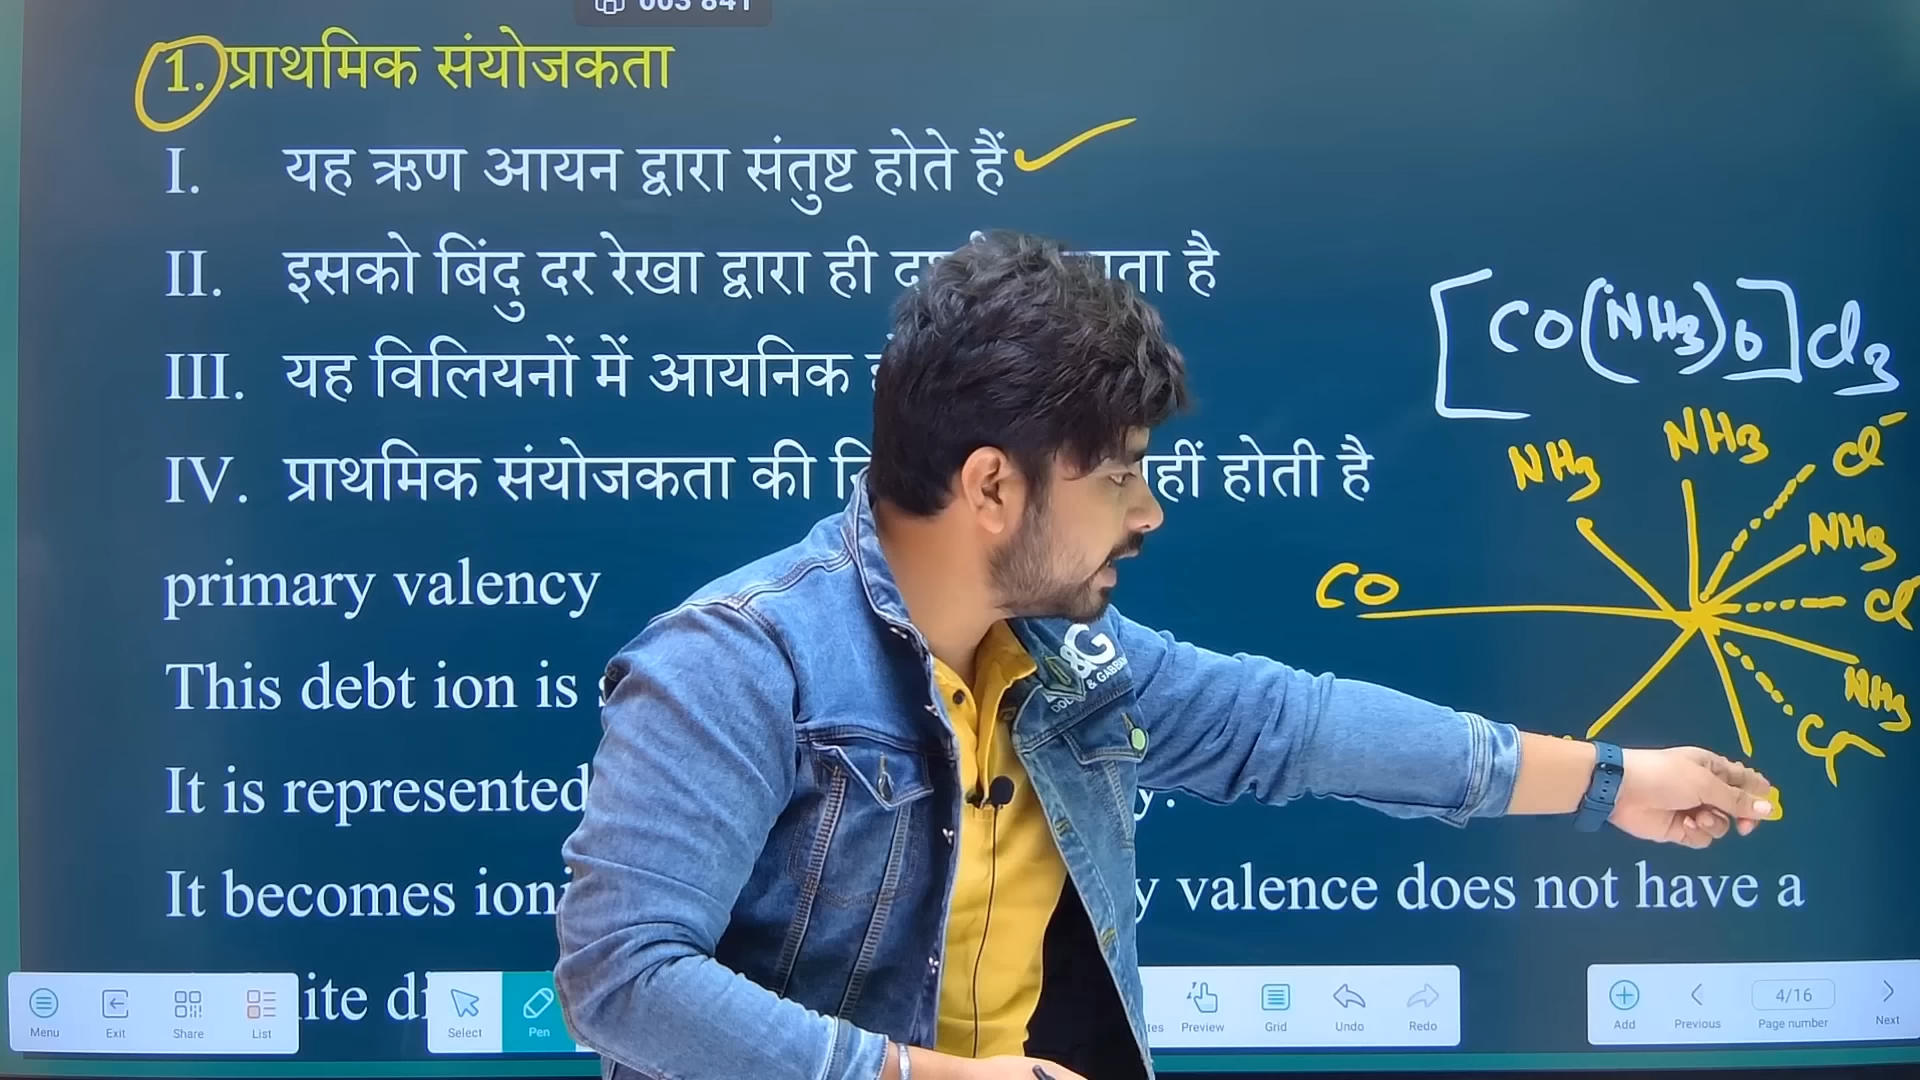 1. प्राथमिक संयोजकता
I. यह ऋण आयन द्वारा संतुष्ट होते हैं
II. इसको बिंदु दर रेखा द्वारा ही है
III. यह विलियनों में आयनिक
IV. प्राथमिक संयोजकता की होती है
primary valency
This debt ion is
It is represented
It becomes valence does not have a
[CO(NH3)6]Cl3
NH3
NH3
Cl-
NH3
CO
Cl
NH3
Menu
Exit
Share
List
Select
Pen
Preview
Grid
Undo
Redo
Add
Previous
4/16
Page number
Next